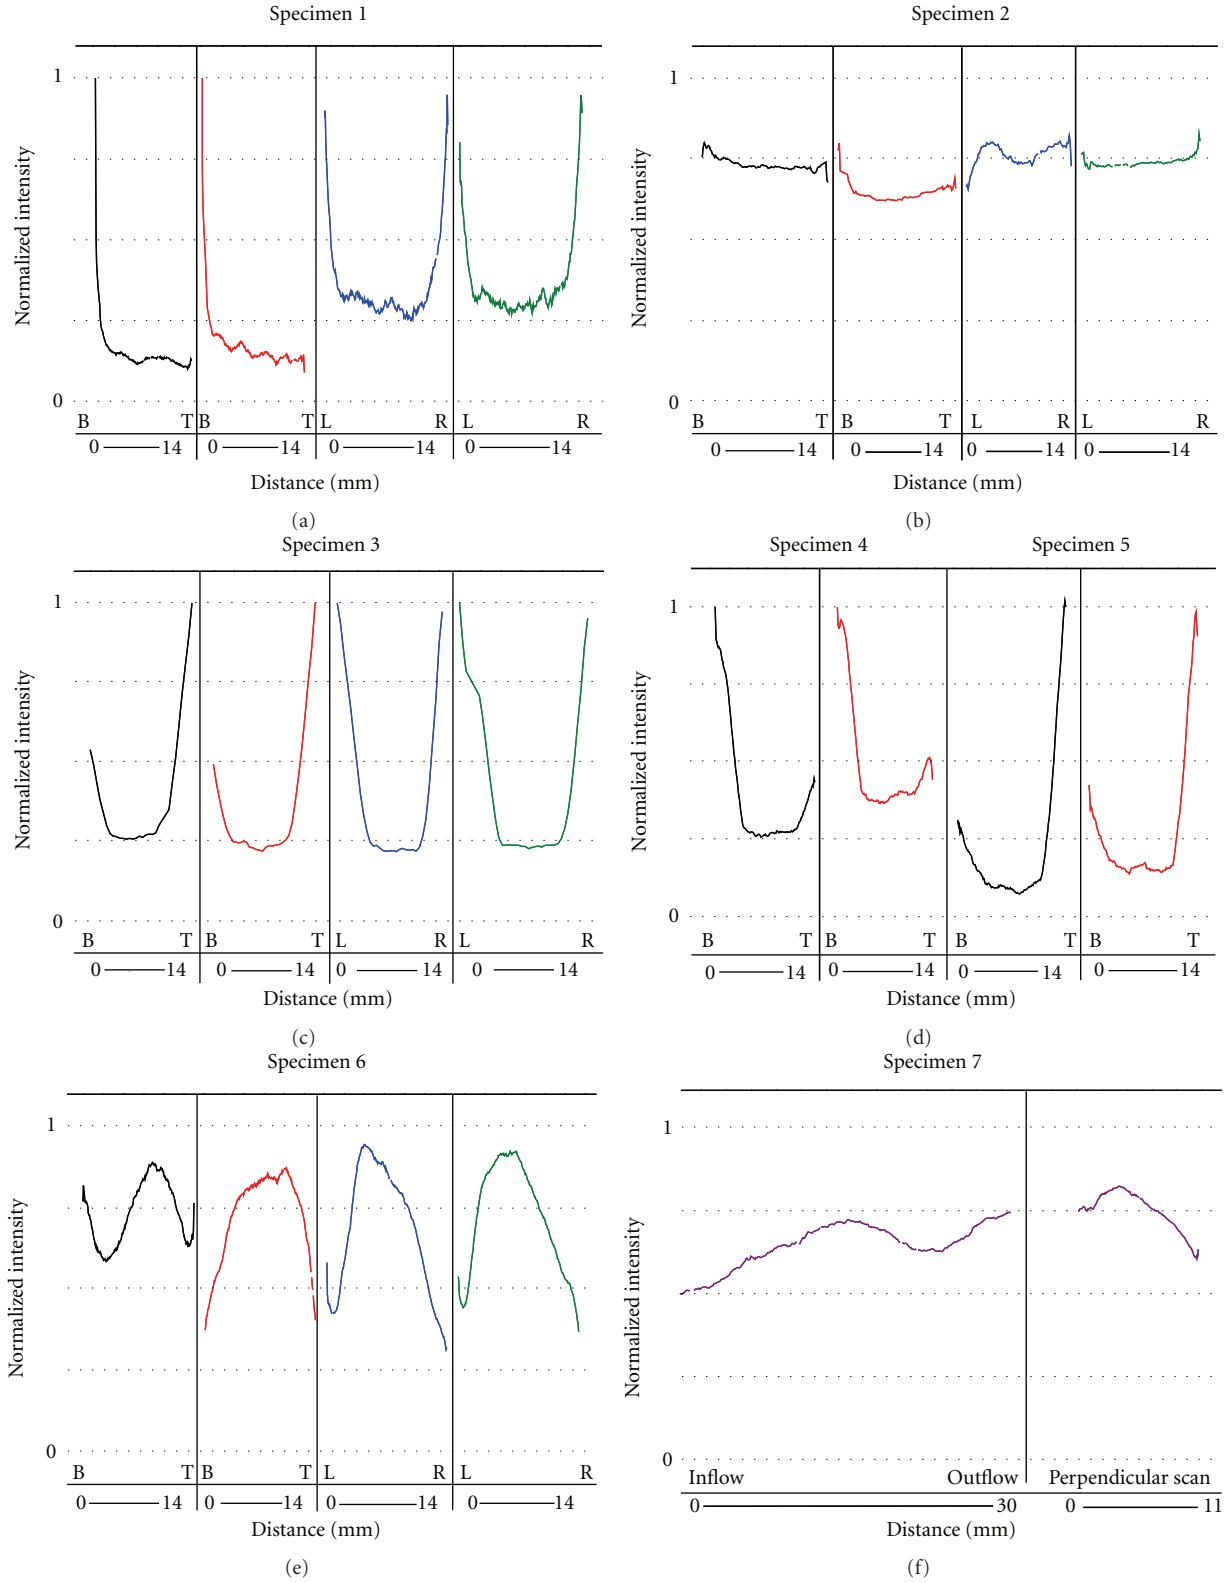 Specimen 1
1
Normalized intensity
0
B T B T L R L R
0 14 0 14 0 14 0 14
Distance (mm)
(a)
Specimen 2
1
Normalized intensity
0
B T B T L R L R
0 14 0 14 0 14 0 14
Distance (mm)
(b)
Specimen 3
1
Normalized intensity
0
B T B T L R L R
0 14 0 14 0 14 0 14
Distance (mm)
(c)
Specimen 4 Specimen 5
1
Normalized intensity
0
B T B T B T B T
0 14 0 14 0 14 0 14
Distance (mm)
(d)
Specimen 6
1
Normalized intensity
0
B T B T L R L R
0 14 0 14 0 14 0 14
Distance (mm)
(e)
Specimen 7
1
Normalized intensity
0
Inflow Outflow Perpendicular scan
0 30 0 11
Distance (mm)
(f)